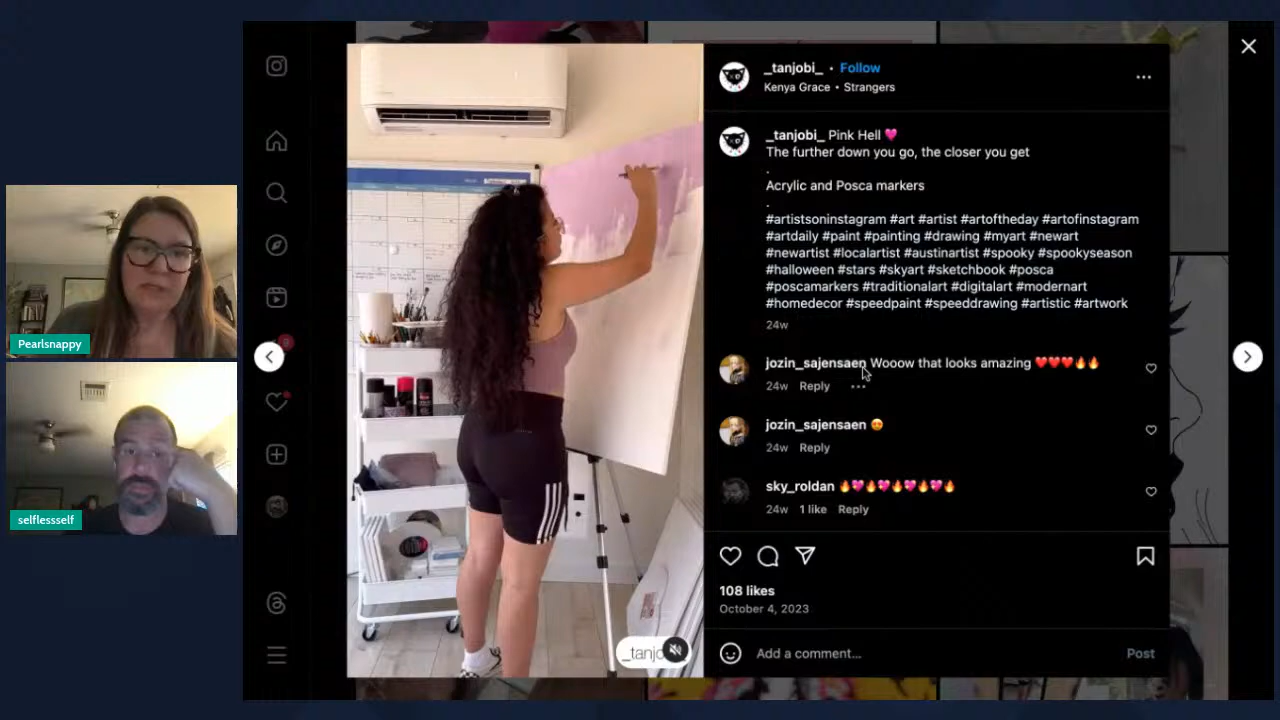 _tanjobi_ • Follow
Kenya Grace • Strangers
_tanjobi_ Pink Hell 💗
The further down you go, the closer you get
.
Acrylic and Posca markers
.
#artistsoninstagram #art #artist #artoftheday #artofinstagram
#artdaily #paint #painting #drawing #myart #newart
#newartist #localartist #austinartist #spooky #spookyseason
#halloween #stars #skyart #sketchbook #posca
#poscamarkers #traditionalart #digitalart #modernart
#homedecor #speedpaint #speeddrawing #artistic #artwork
24w
jozin_sajensaen Wooow that looks amazing ❤️❤️❤️🔥🔥
24w Reply
jozin_sajensaen 😍
24w Reply
sky_roldan 🔥💖🔥💖🔥💖🔥💖🔥
24w 1 like Reply
108 likes
October 4, 2023
Add a comment...
Post
Pearlsnappy
selflessself
_tanjo